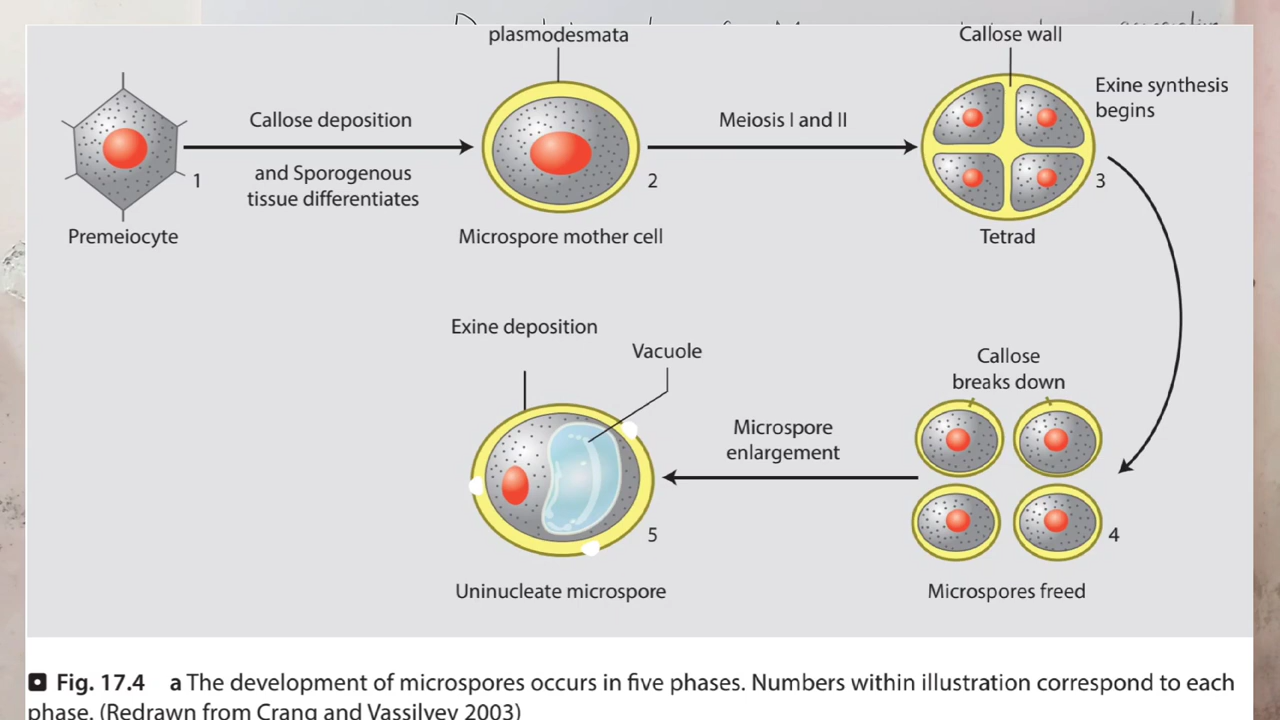 plasmodesmata
Callose wall
Exine synthesis
begins
Callose deposition
and Sporogenous
tissue differentiates
Meiosis I and II
1
2
3
Premeiocyte
Microspore mother cell
Tetrad
Exine deposition
Vacuole
Callose
breaks down
Microspore
enlargement
5
4
Uninucleate microspore
Microspores freed
Fig. 17.4 a The development of microspores occurs in five phases. Numbers within illustration correspond to each
phase. (Redrawn from Crang and Vassilyev 2003)